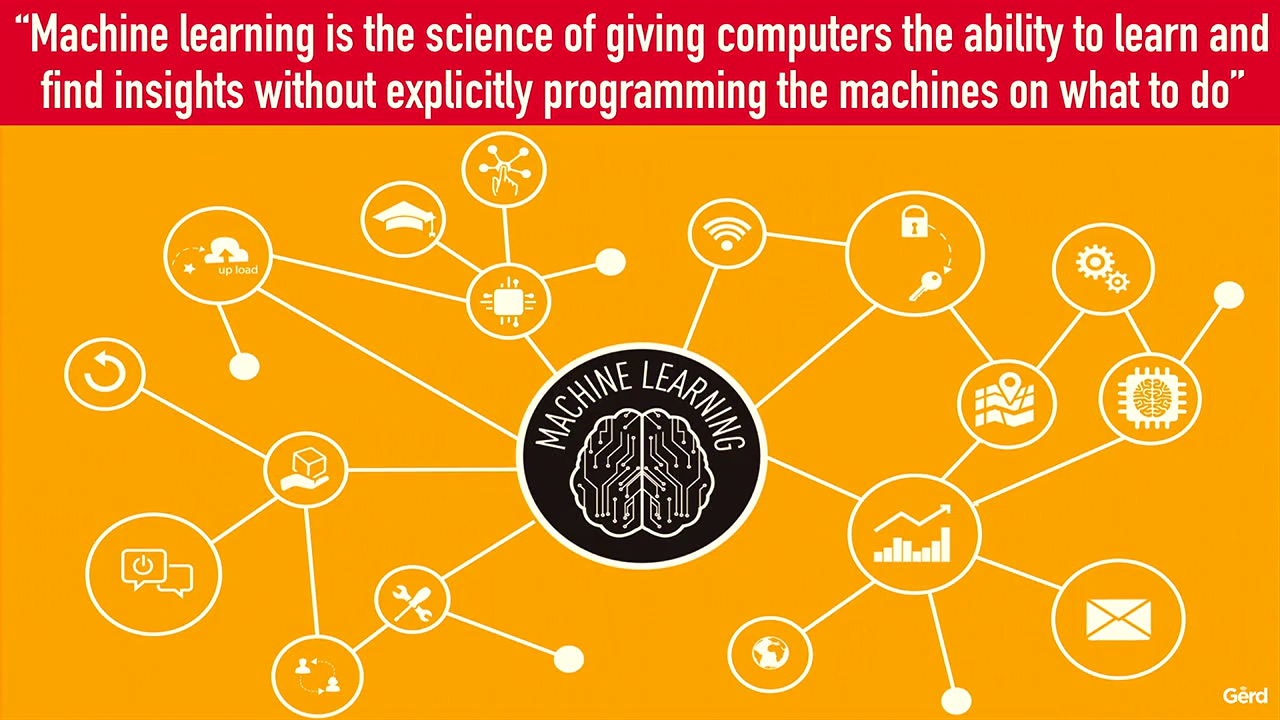 “Machine learning is the science of giving computers the ability to learn and
find insights without explicitly programming the machines on what to do”
up load
MACHINE LEARNING
Gerd